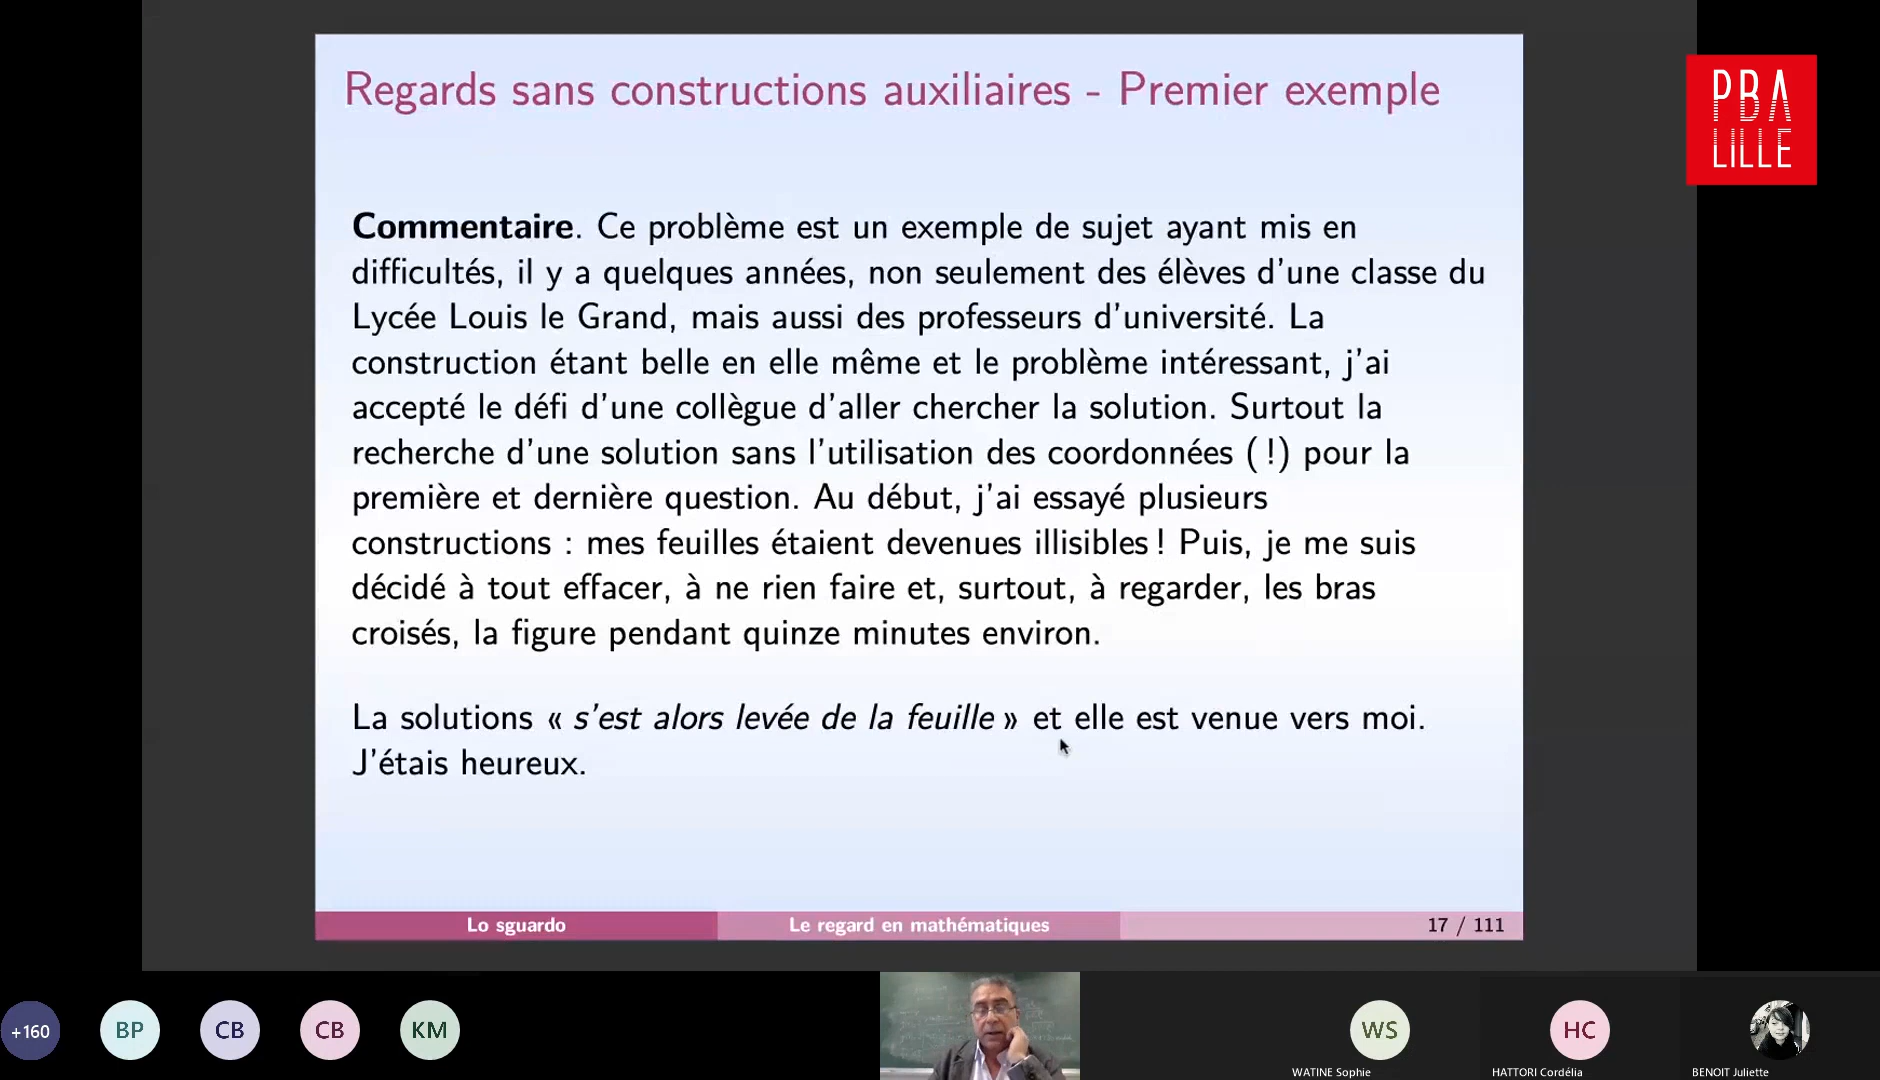 Regards sans constructions auxiliaires - Premier exemple
PBA
LILLE
Commentaire. Ce problème est un exemple de sujet ayant mis en
difficultés, il y a quelques années, non seulement des élèves d'une classe du
Lycée Louis le Grand, mais aussi des professeurs d'université. La
construction étant belle en elle même et le problème intéressant, j'ai
accepté le défi d'une collègue d'aller chercher la solution. Surtout la
recherche d'une solution sans l'utilisation des coordonnées ( !) pour la
première et dernière question. Au début, j'ai essayé plusieurs
constructions : mes feuilles étaient devenues illisibles ! Puis, je me suis
décidé à tout effacer, à ne rien faire et, surtout, à regarder, les bras
croisés, la figure pendant quinze minutes environ.
La solutions « s'est alors levée de la feuille » et elle est venue vers moi.
J'étais heureux.
Lo sguardo
Le regard en mathématiques
17 / 111
+160
BP
CB
CB
KM
WS
HC
WATINE Sophie
HATTORI Cordélia
BENOIT Juliette